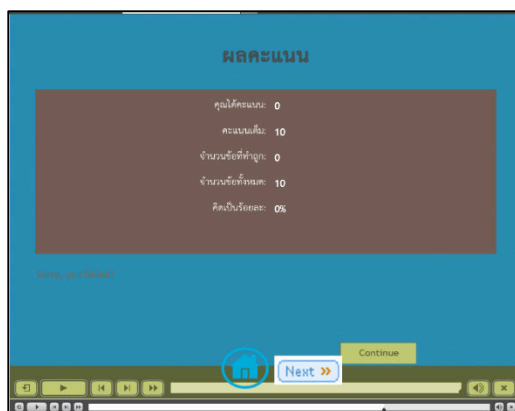 ผลคะแนน
คุณได้คะแนน: 0
คะแนนเต็ม: 10
จำนวนข้อที่ทำถูก: 0
จำนวนข้อทั้งหมด: 10
คิดเป็นร้อยละ: 0%
Continue
Next »